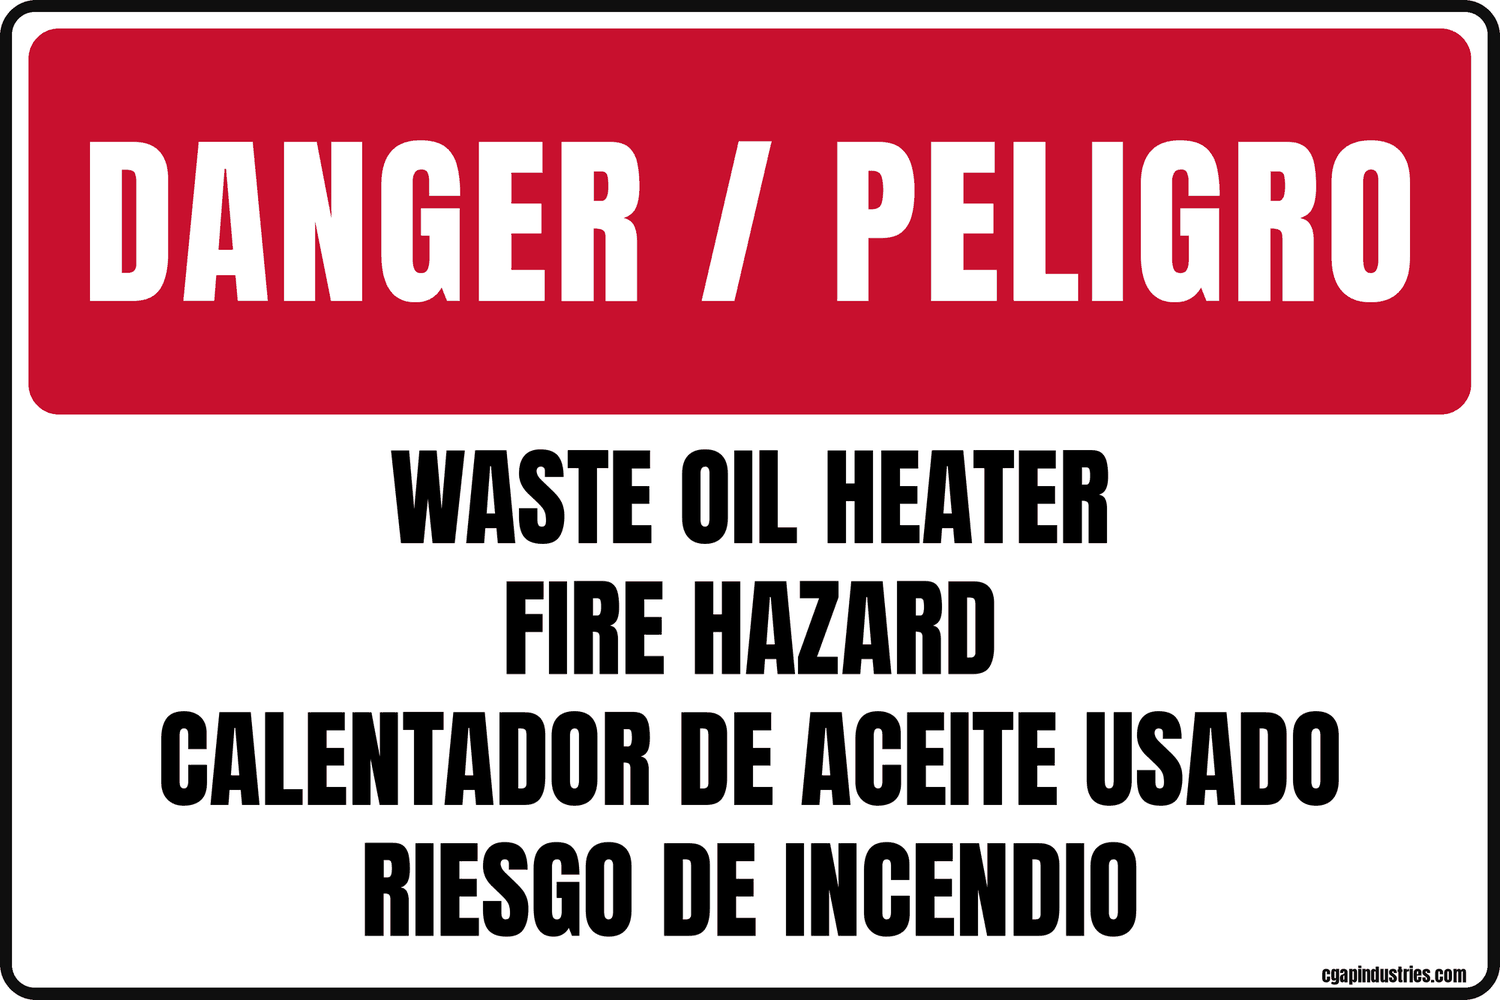 DANGER / PELIGRO
WASTE OIL HEATER
FIRE HAZARD
CALENTADOR DE ACEITE USADO
RIESGO DE INCENDIO
cgapindustries.com